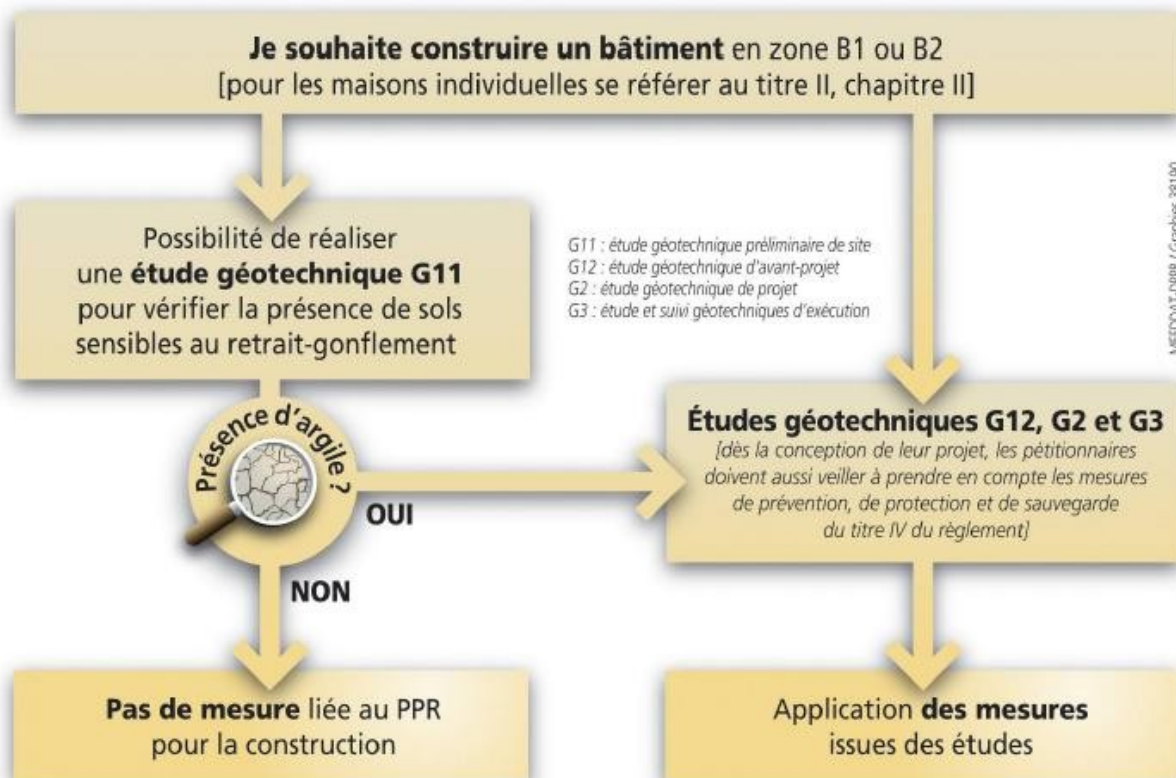 Je souhaite construire un bâtiment en zone B1 ou B2
[pour les maisons individuelles se référer au titre II, chapitre II]
Possibilité de réaliser
une étude géotechnique G11
pour vérifier la présence de sols
sensibles au retrait-gonflement
G11 : étude géotechnique préliminaire de site
G12 : étude géotechnique d'avant-projet
G2 : étude géotechnique de projet
G3 : étude et suivi géotechniques d'exécution
Présence d'argile ?
OUI
NON
Études géotechniques G12, G2 et G3
[dès la conception de leur projet, les pétitionnaires
doivent aussi veiller à prendre en compte les mesures
de prévention, de protection et de sauvegarde
du titre IV du règlement]
Pas de mesure liée au PPR
pour la construction
Application des mesures
issues des études